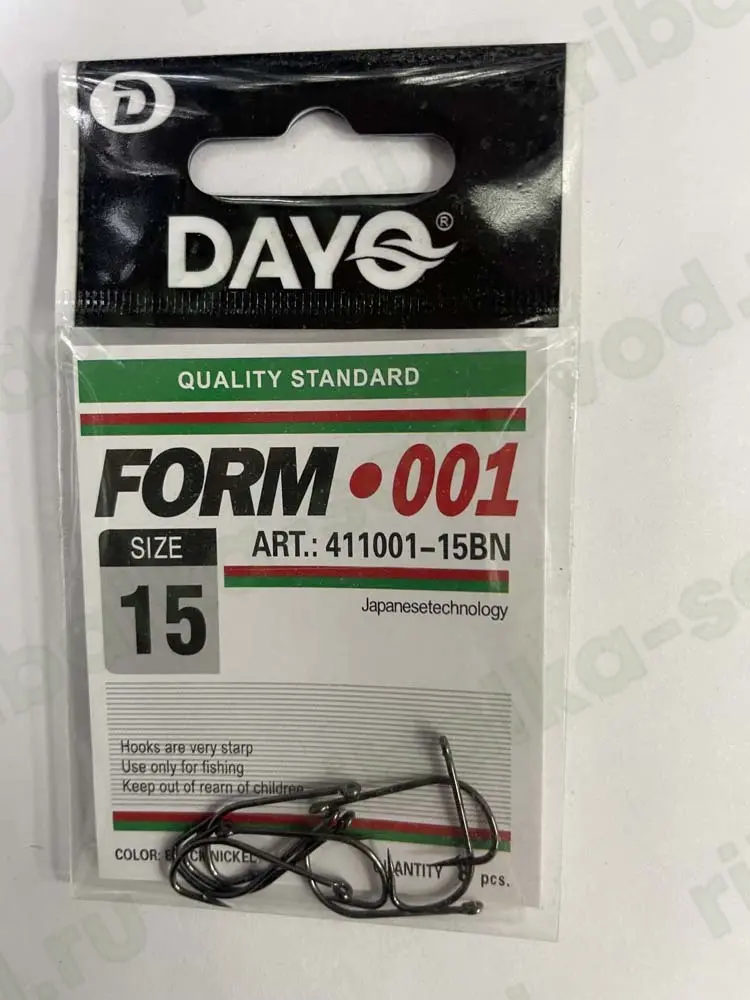 D
DAYO®
QUALITY STANDARD
FORM • 001
SIZE
15
ART.: 411001-15BN
Japanesetechnology
Hooks are very starp
Use only for fishing
Keep out of rearn of children
COLOR: NICKEL
pcs.